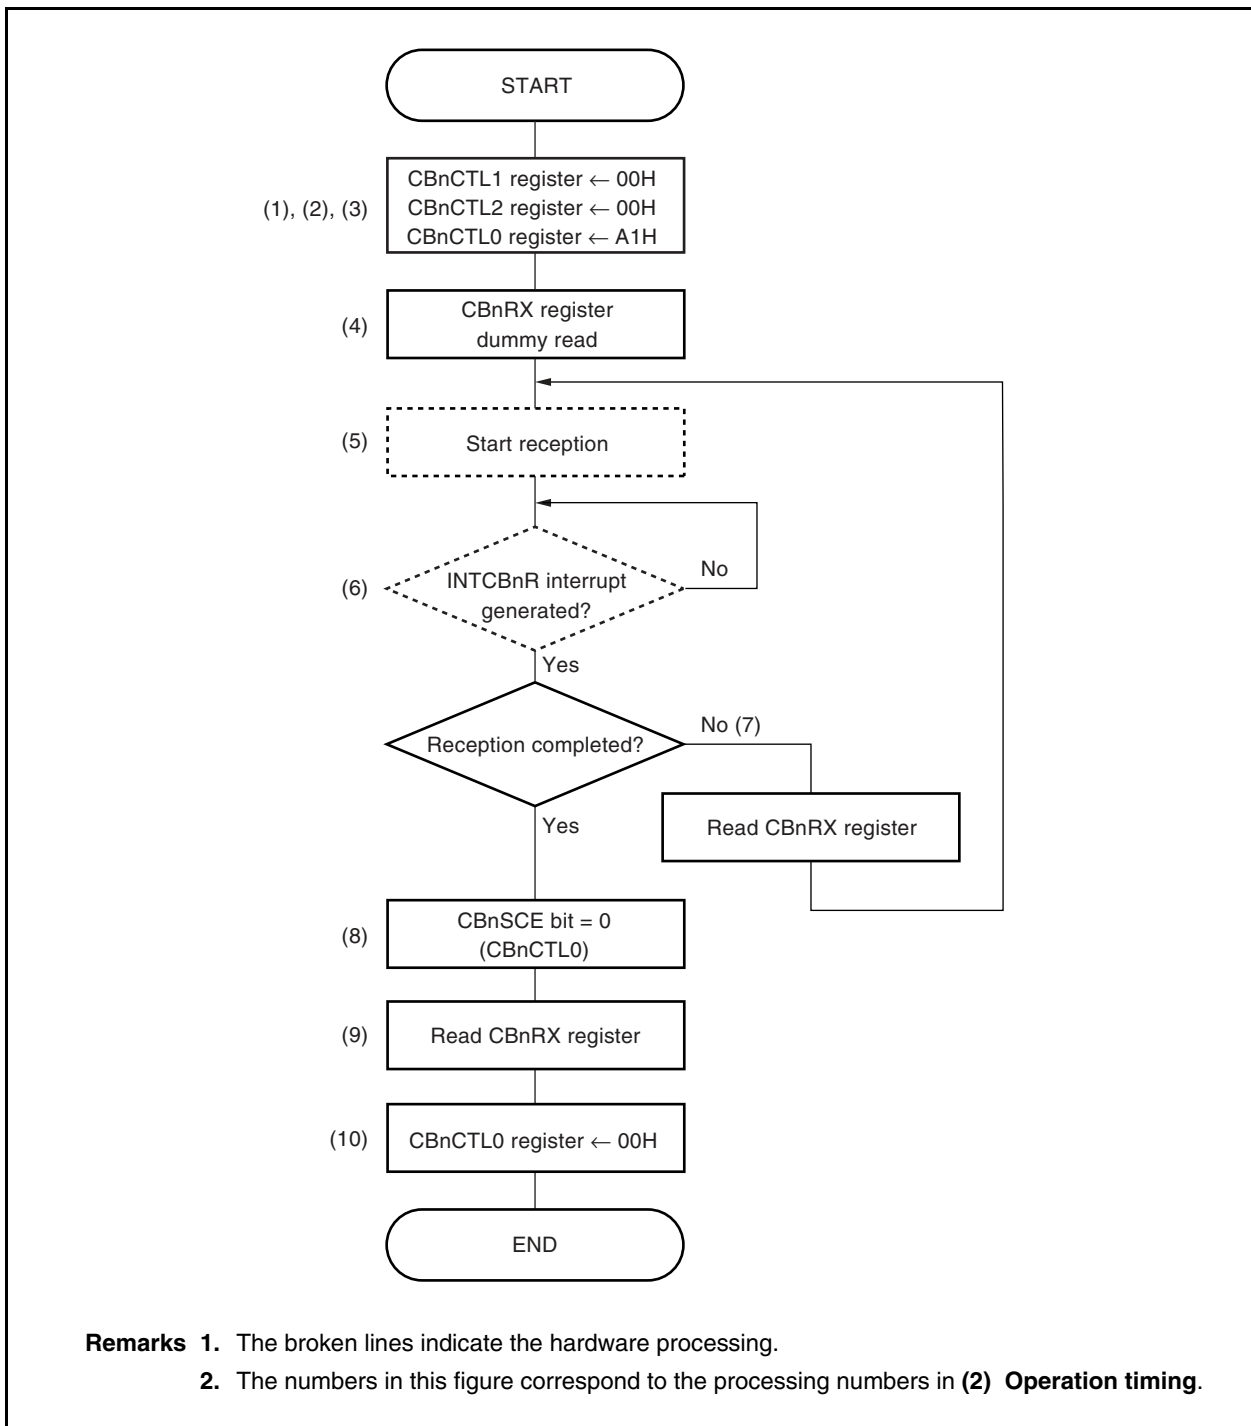 START
(1), (2), (3)
CBnCTL1 register ← 00H
CBnCTL2 register ← 00H
CBnCTL0 register ← A1H
(4)
CBnRX register
dummy read
(5)
Start reception
(6)
INTCBnR interrupt
generated?
No
Yes
Reception completed?
No (7)
Read CBnRX register
Yes
(8)
CBnSCE bit = 0
(CBnCTL0)
(9)
Read CBnRX register
(10)
CBnCTL0 register ← 00H
END
Remarks 1. The broken lines indicate the hardware processing.
2. The numbers in this figure correspond to the processing numbers in (2) Operation timing.